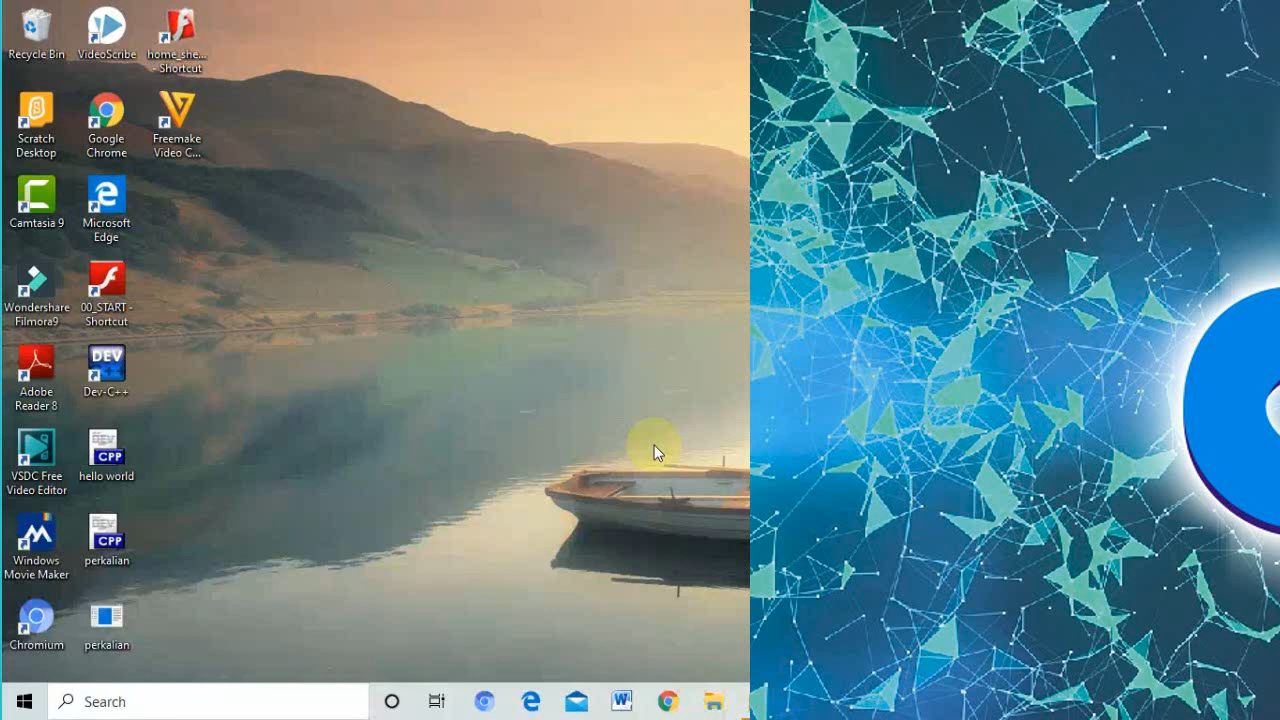 Recycle Bin
VideoScribe
home_she...
- Shortcut
Scratch
Desktop
Google
Chrome
Freemake
Video C...
Camtasia 9
Microsoft
Edge
Wondershare
Filmora9
00_START -
Shortcut
Adobe
Reader 8
DEV
Dev-C++
VSDC Free
Video Editor
DEV
CPP
hello world
Windows
Movie Maker
DEV
CPP
perkalian
Chromium
perkalian
Search